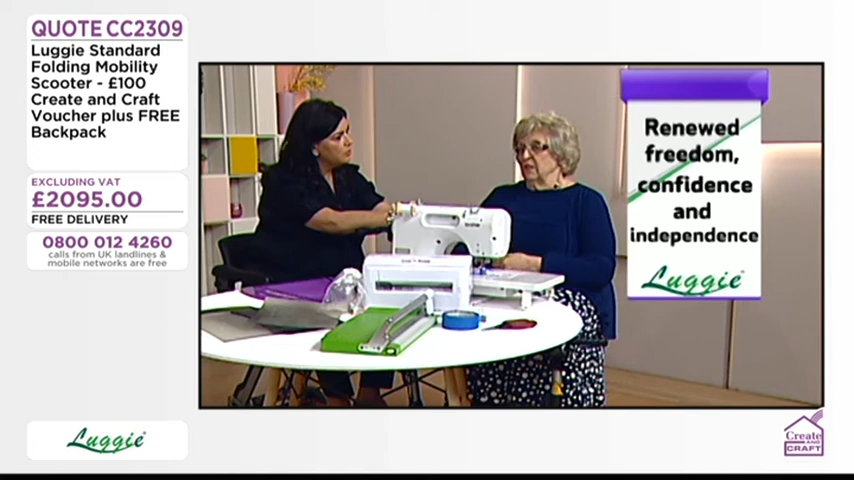 QUOTE CC2309
Luggie Standard
Folding Mobility
Scooter - £100
Create and Craft
Voucher plus FREE
Backpack
EXCLUDING VAT
£2095.00
FREE DELIVERY
0800 012 4260
calls from UK landlines &
mobile networks are free
Renewed
freedom,
confidence
and
independence
Luggie
Luggie
Create
AND
CRAFT